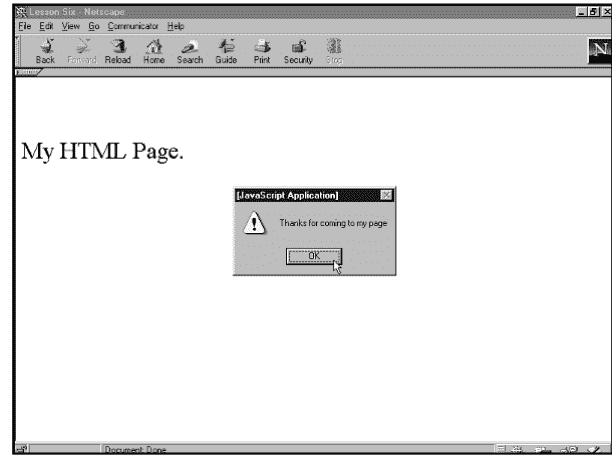 Lesson Six - Netscape
File Edit View Go Communicator Help
Back Forward Reload Home Search Guide Print Security Stop
N
My HTML Page.
[JavaScript Application]
Thanks for coming to my page
OK
Document: Done